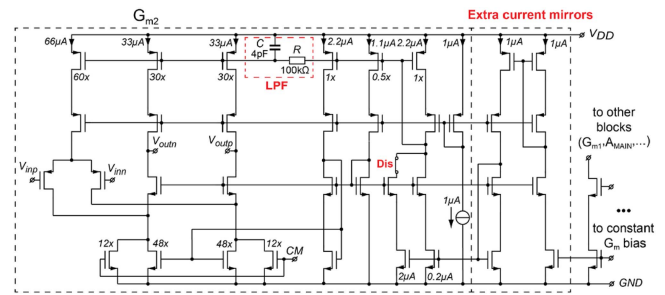 G_m2
Extra current mirrors
66µA
33µA
33µA
C
4pF
R
100kΩ
LPF
2.2µA
1.1µA
2.2µA
1µA
1µA
1µA
V_DD
60x
30x
30x
1x
0.5x
1x
V_outn
V_outp
to other
blocks
(G_m1,A_MAIN,...)
V_inp
V_inn
Dis
1µA
...
to constant
G_m bias
12x
48x
48x
12x
CM
2µA
0.2µA
GND